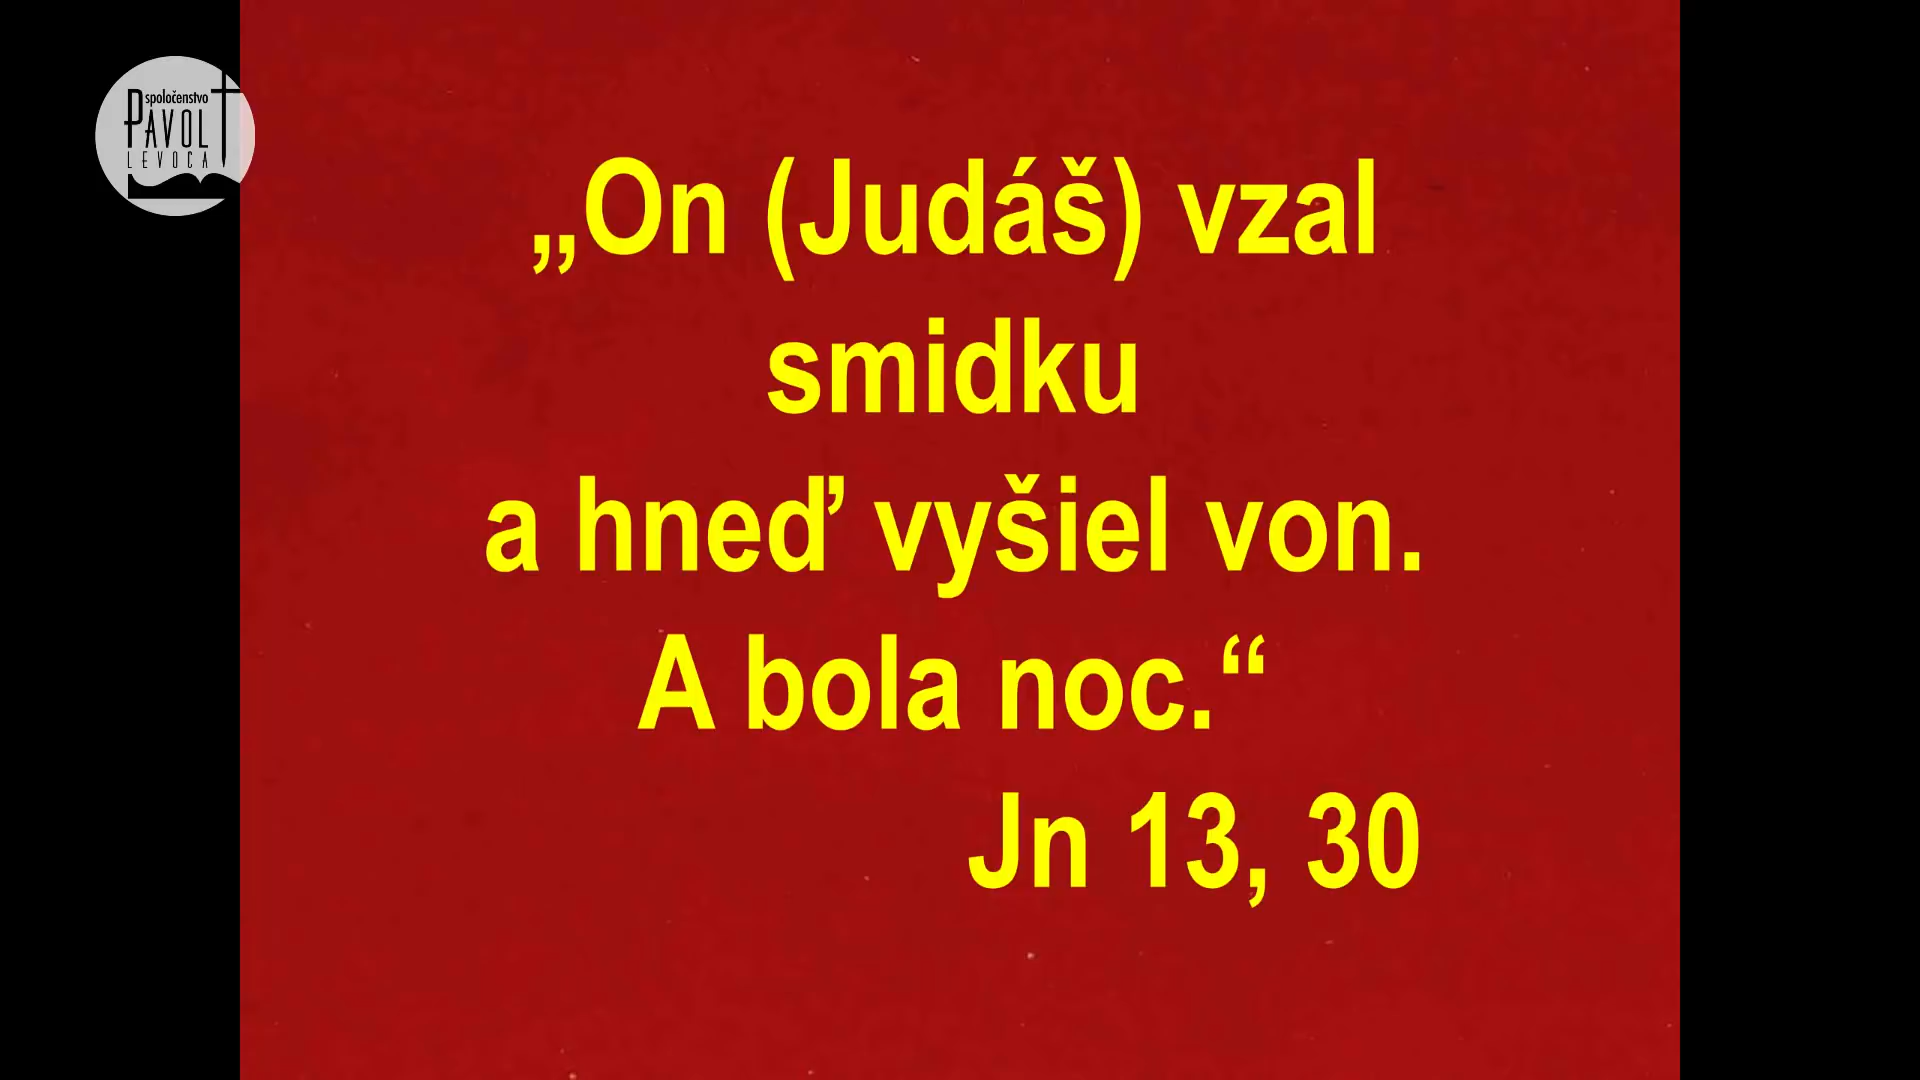 spoločenstvo
PAVOL
LEVOČA
„On (Judáš) vzal
smidku
a hneď vyšiel von.
A bola noc.“
Jn 13, 30